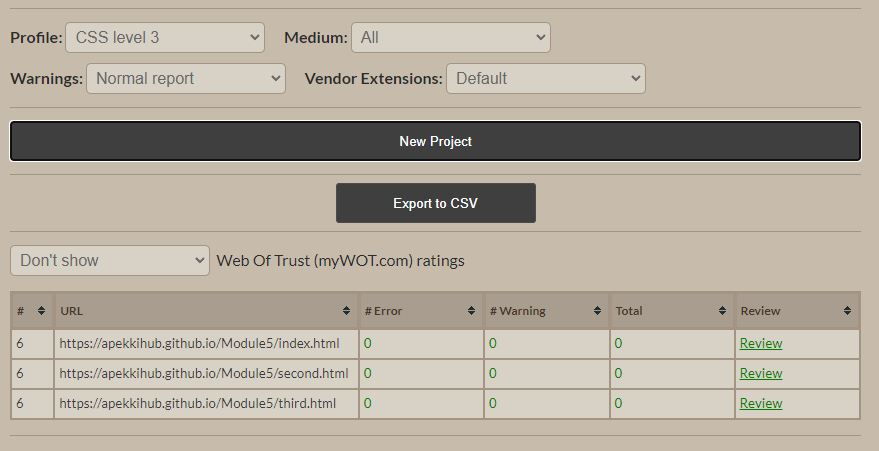 Profile: CSS level 3 Medium: All
Warnings: Normal report Vendor Extensions: Default
New Project
Export to CSV
Don't show Web Of Trust (myWOT.com) ratings
# URL # Error # Warning Total Review
6 https://apekkihub.github.io/Module5/index.html 0 0 0 Review
6 https://apekkihub.github.io/Module5/second.html 0 0 0 Review
6 https://apekkihub.github.io/Module5/third.html 0 0 0 Review